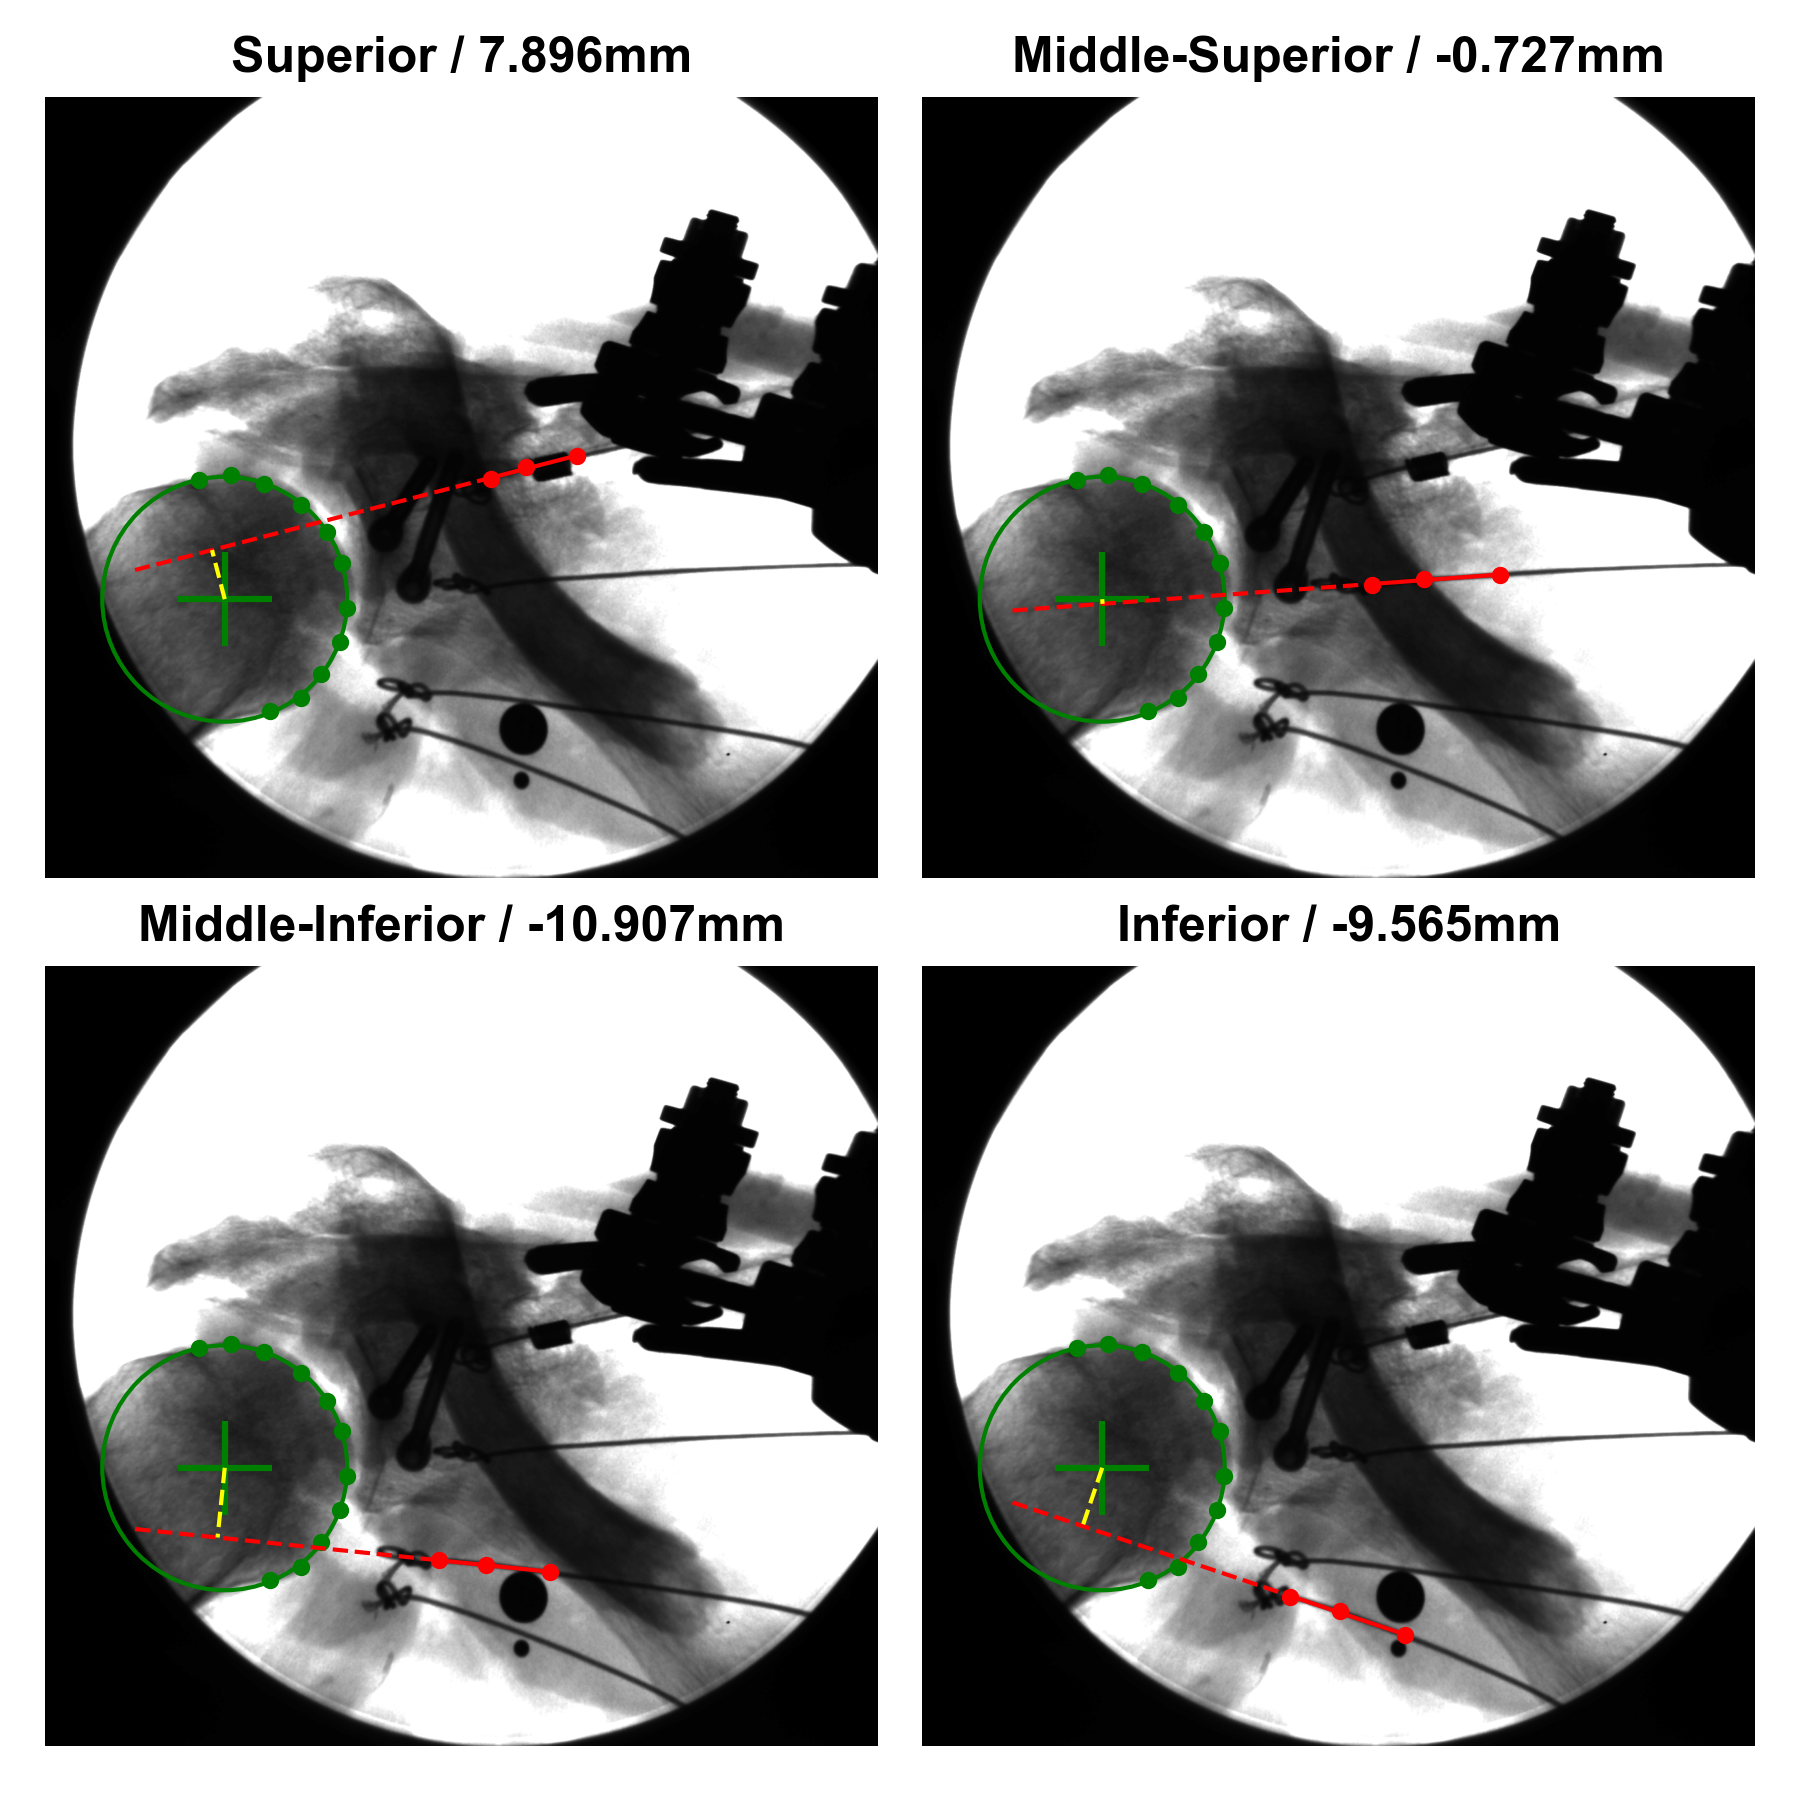 Superior / 7.896mm
Middle-Superior / -0.727mm
Middle-Inferior / -10.907mm
Inferior / -9.565mm